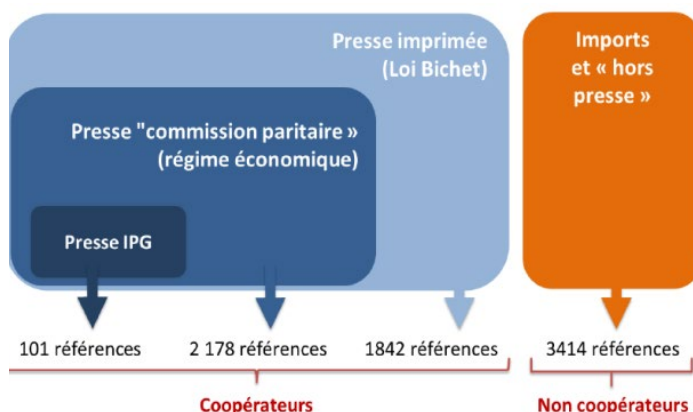 Presse imprimée
(Loi Bichet)
Imports
et « hors
presse »
Presse "commission paritaire »
(régime économique)
Presse IPG
101 références
2 178 références
1842 références
3414 références
Coopérateurs
Non coopérateurs